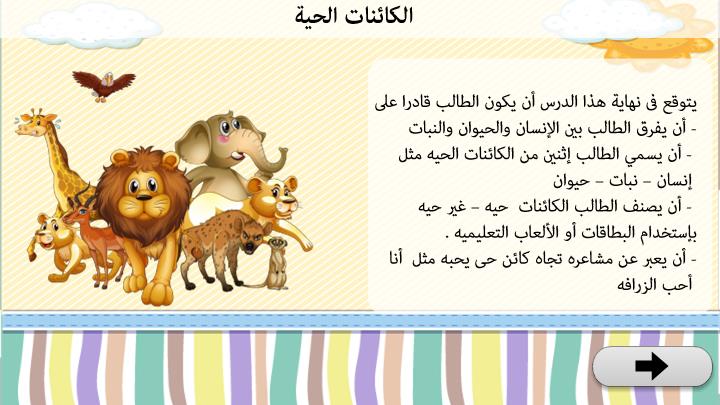 الكائنات الحية
يتوقع فى نهاية هذا الدرس أن يكون الطالب قادرا على
- أن يفرق الطالب بين الإنسان والحيوان والنبات
- أن يسمي الطالب إثنين من الكائنات الحيه مثل
إنسان – نبات – حيوان
- أن يصنف الطالب الكائنات حيه – غير حيه
بإستخدام البطاقات أو الألعاب التعليميه .
- أن يعبر عن مشاعره تجاه كائن حى يحبه مثل أنا
أحب الزرافه